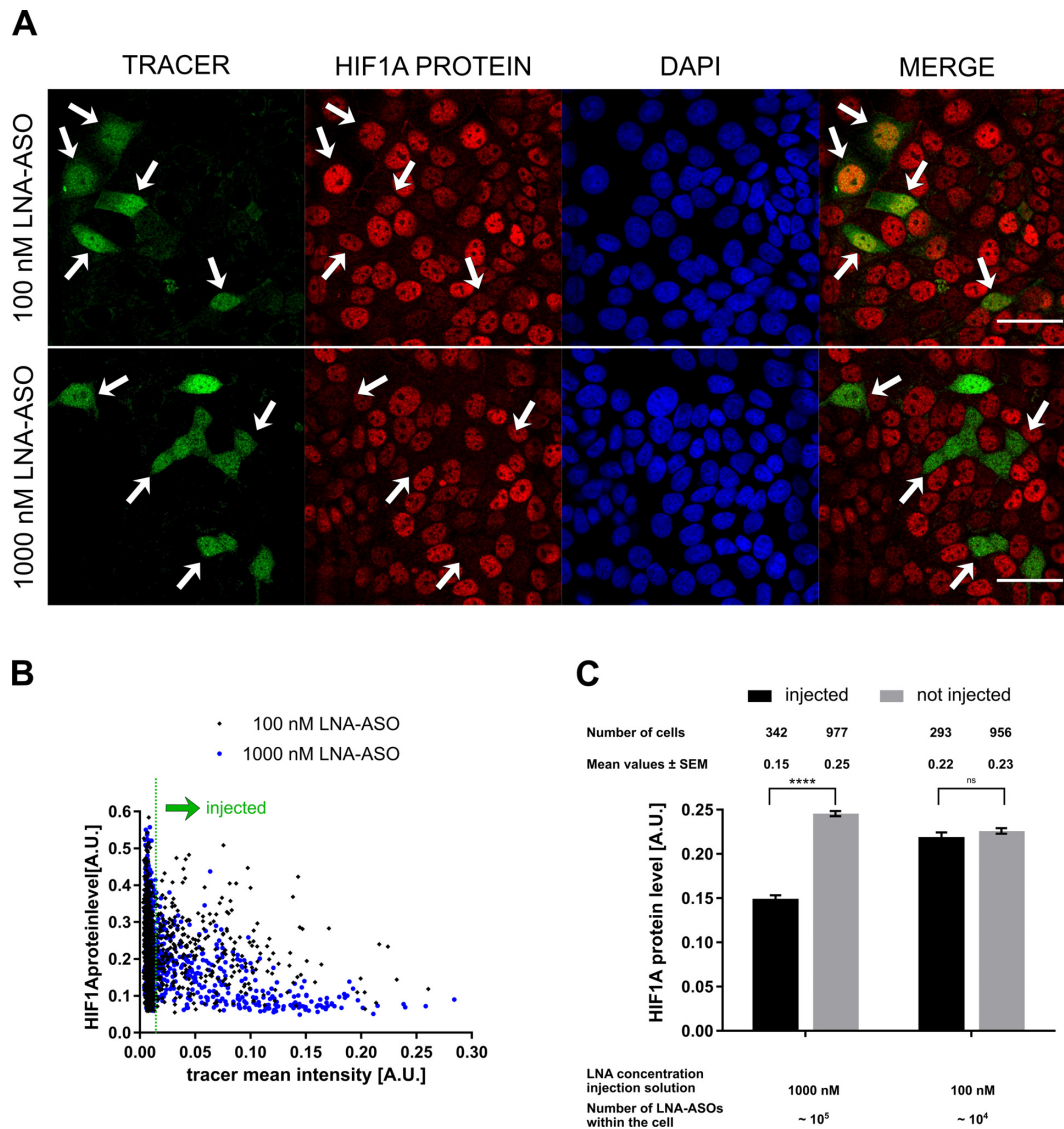 A
TRACER HIF1A PROTEIN DAPI MERGE
100 nM LNA-ASO
1000 nM LNA-ASO
B
100 nM LNA-ASO
1000 nM LNA-ASO
injected
0.6
0.5
0.4
0.3
0.2
0.1
0.0
HIF1Aproteinlevel[A.U.]
0.00 0.05 0.10 0.15 0.20 0.25 0.30
tracer mean intensity [A.U.]
C
injected not injected
Number of cells 342 977 293 956
Mean values ± SEM 0.15 0.25 0.22 0.23
**** ns
0.25
0.20
0.15
0.10
0.05
0.00
HIF1A protein level [A.U.]
LNA concentration
injection solution 1000 nM 100 nM
Number of LNA-ASOs
within the cell ~ 10⁵ ~ 10⁴